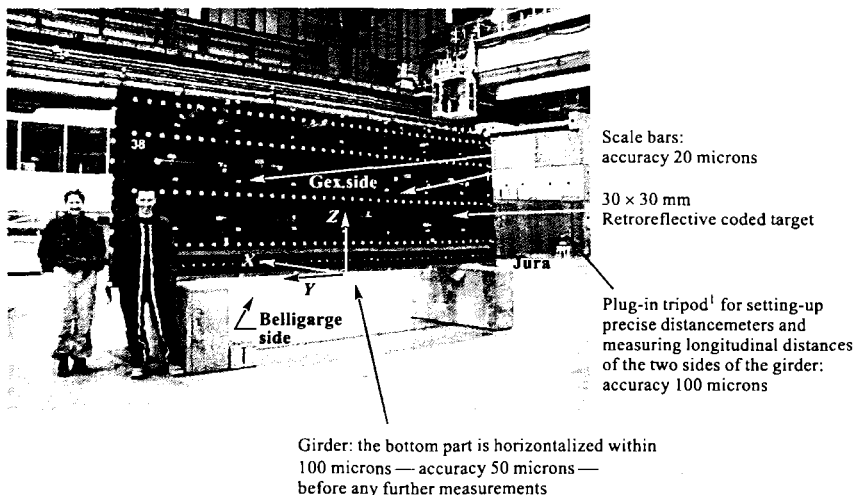 38
Gex side
Z
X
Y
Jura
Belligarge
side
Scale bars:
accuracy 20 microns
30 × 30 mm
Retroreflective coded target
Plug-in tripod¹ for setting-up
precise distancemeters and
measuring longitudinal distances
of the two sides of the girder:
accuracy 100 microns
Girder: the bottom part is horizontalized within
100 microns — accuracy 50 microns —
before any further measurements